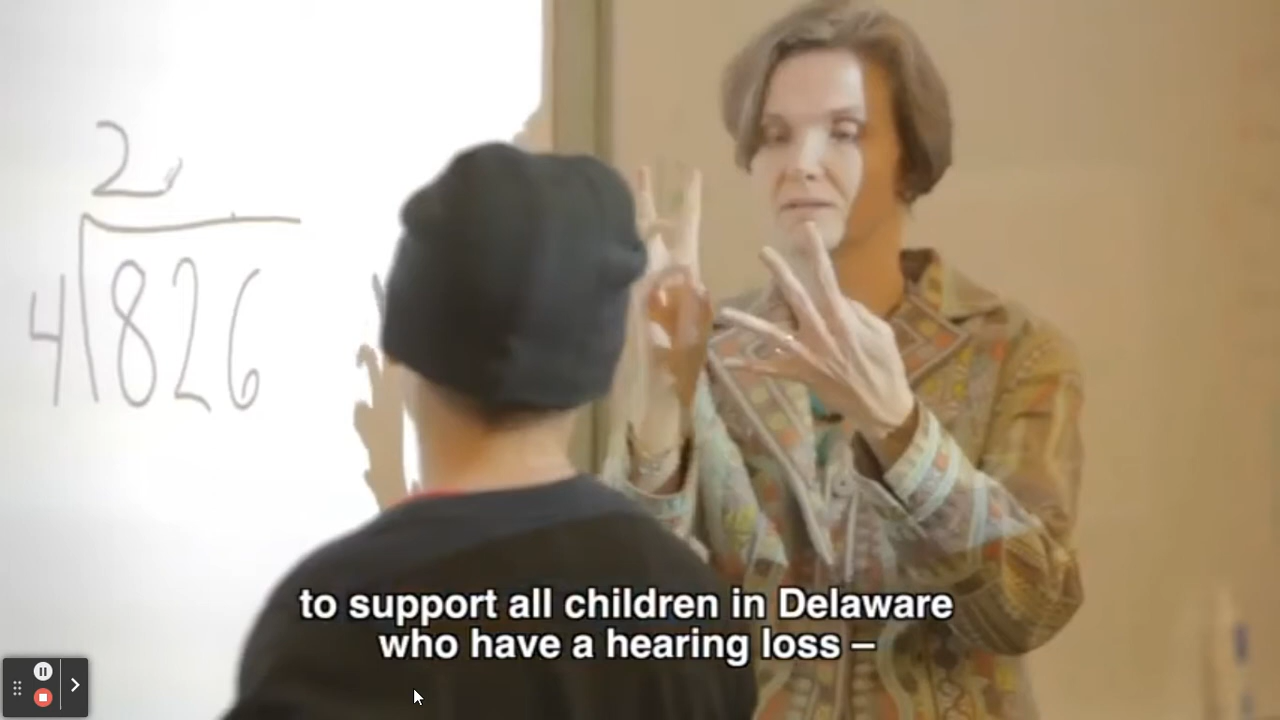 2
4 826
to support all children in Delaware
who have a hearing loss –